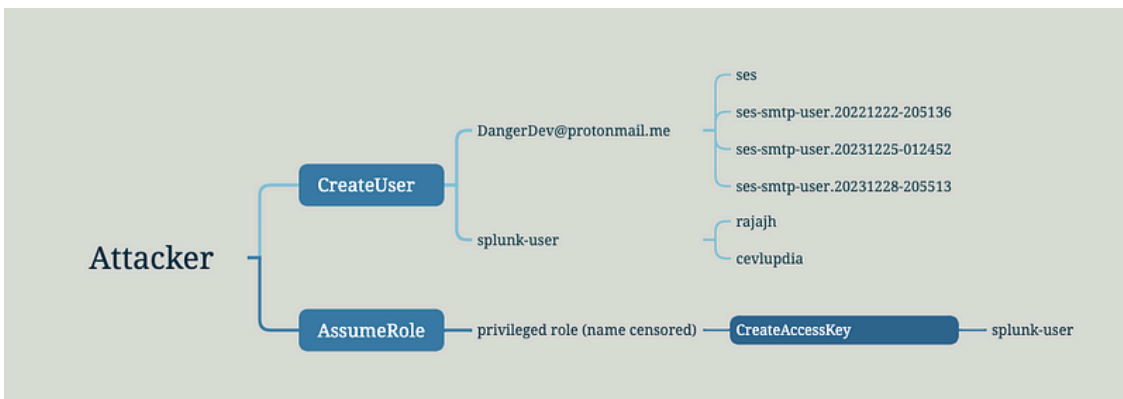 ses
ses-smtp-user.20221222-205136
DangerDev@protonmail.me
ses-smtp-user.20231225-012452
CreateUser
ses-smtp-user.20231228-205513
rajajh
splunk-user
cevlupdia
Attacker
AssumeRole
privileged role (name censored)
CreateAccessKey
splunk-user